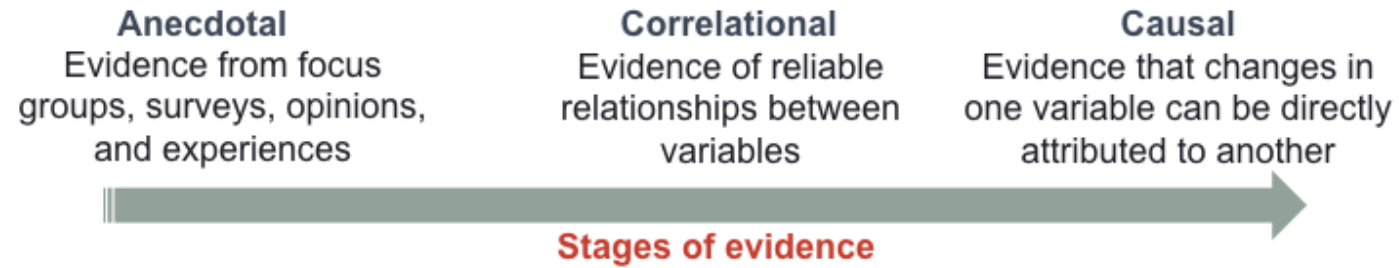 Anecdotal
Evidence from focus
groups, surveys, opinions,
and experiences
Correlational
Evidence of reliable
relationships between
variables
Causal
Evidence that changes in
one variable can be directly
attributed to another
Stages of evidence